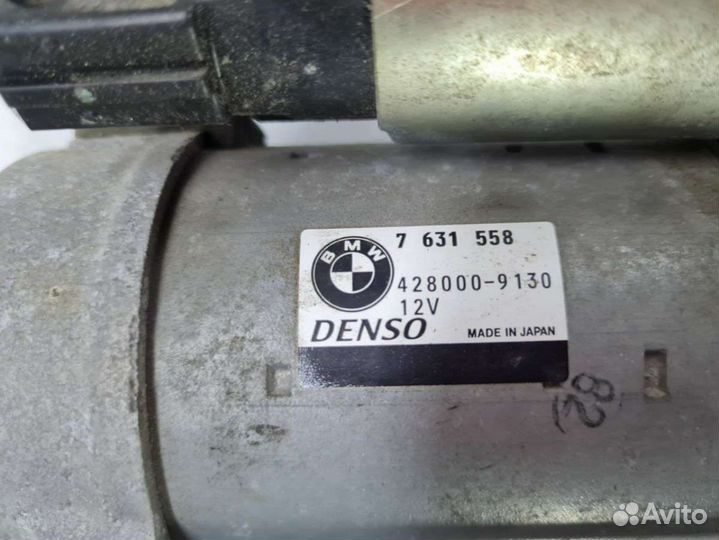 BMW
7 631 558
428000-9130
12V
DENSO
MADE IN JAPAN
Avito